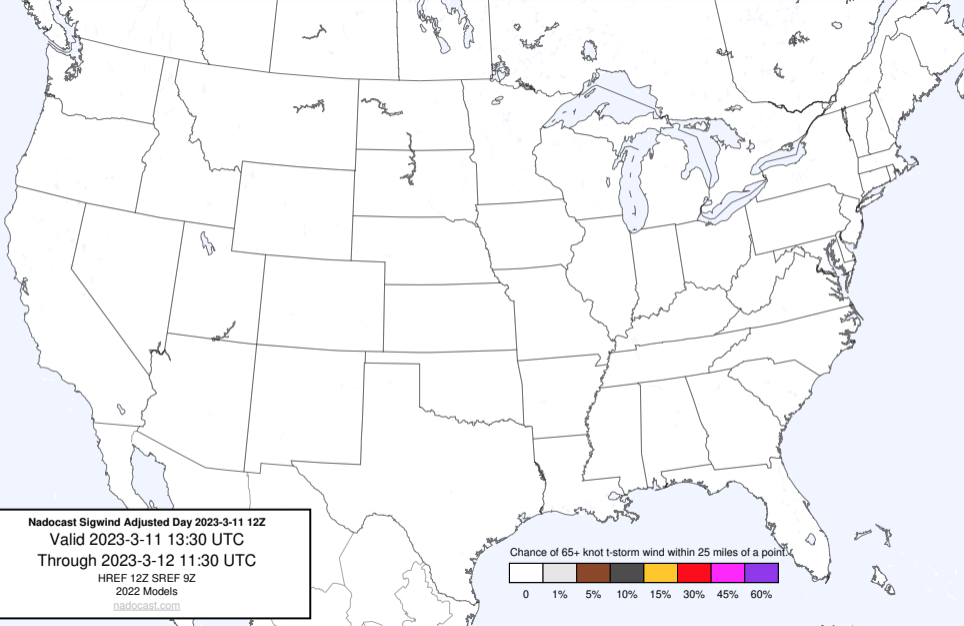 Nadocast Sigwind Adjusted Day 2023-3-11 12Z
Valid 2023-3-11 13:30 UTC
Through 2023-3-12 11:30 UTC
HREF 12Z SREF 9Z
2022 Models
nadocast.com
Chance of 65+ knot t-storm wind within 25 miles of a point.
0 1% 5% 10% 15% 30% 45% 60%